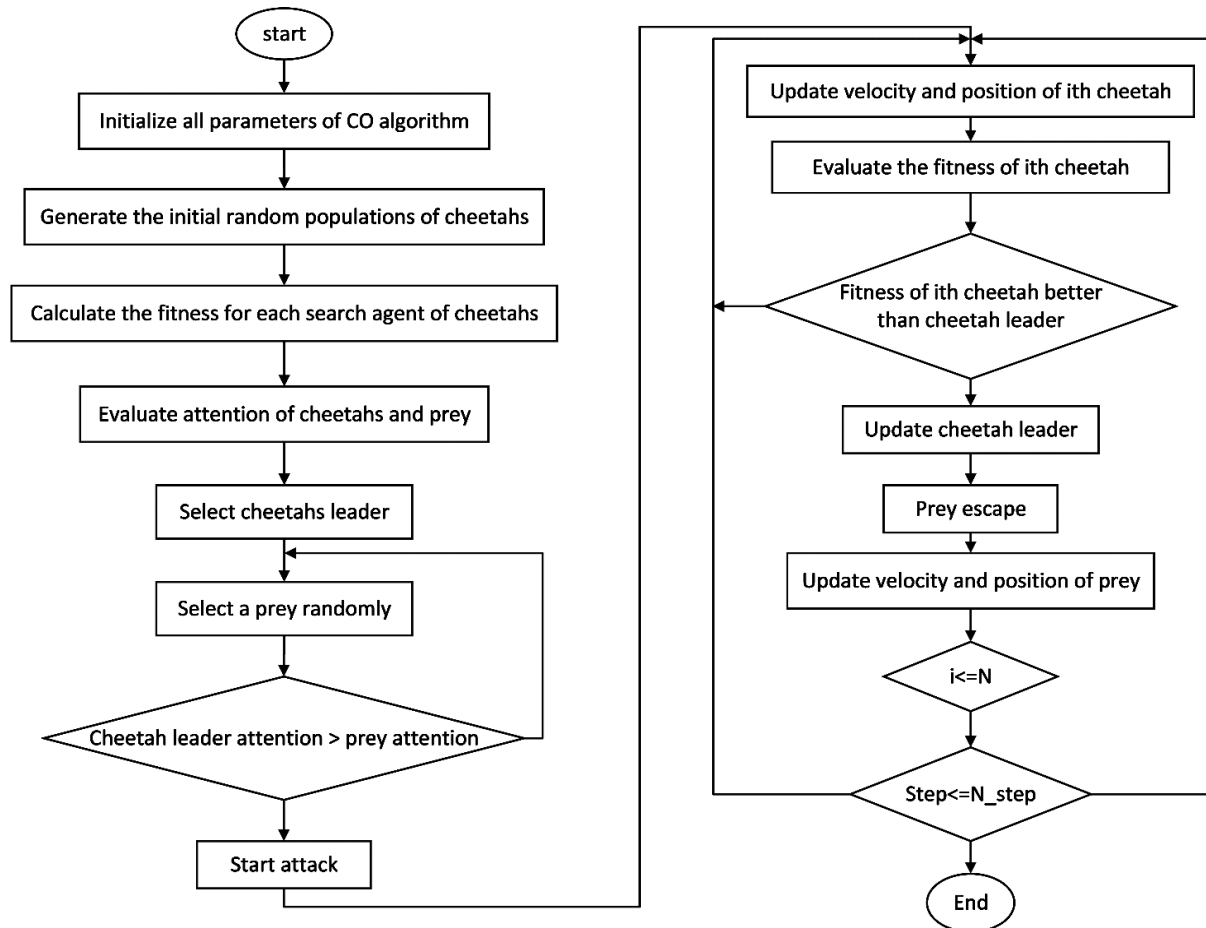 start
Initialize all parameters of CO algorithm
Generate the initial random populations of cheetahs
Calculate the fitness for each search agent of cheetahs
Evaluate attention of cheetahs and prey
Select cheetahs leader
Select a prey randomly
Cheetah leader attention > prey attention
Start attack
Update velocity and position of ith cheetah
Evaluate the fitness of ith cheetah
Fitness of ith cheetah better
than cheetah leader
Update cheetah leader
Prey escape
Update velocity and position of prey
i<=N
Step<=N_step
End